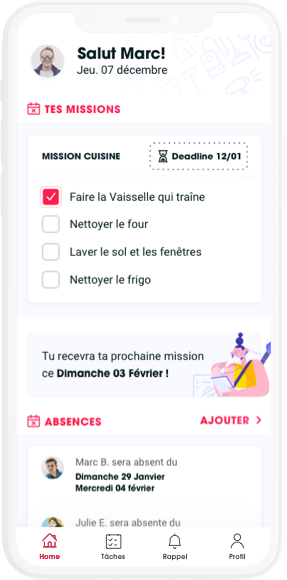 Salut Marc!
Jeu. 07 décembre
TES MISSIONS
MISSION CUISINE
Deadline 12/01
Faire la Vaisselle qui traîne
Nettoyer le four
Laver le sol et les fenêtres
Nettoyer le frigo
Tu recevra ta prochaine mission
ce Dimanche 03 Février !
ABSENCES
AJOUTER >
Marc B. sera absent du
Dimanche 29 Janvier
Mercredi 04 février
Julie E. sera absente du
Home
Tâches
Rappel
Profil